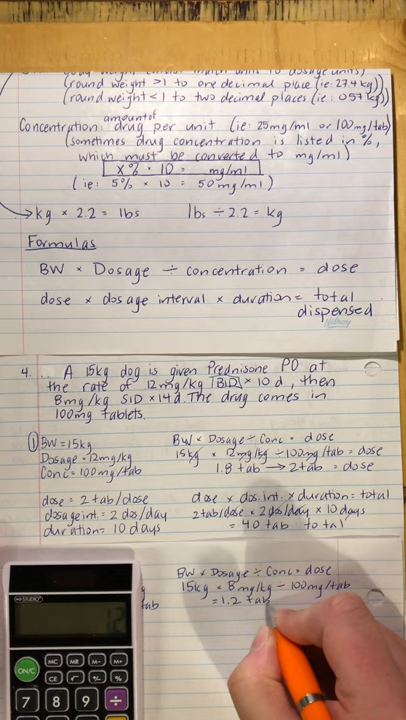 (round weight >1 to one decimal place (ie: 27.4 kg))
(round weight <1 to two decimal places (ie: 0.57 kg))
Concentration: amount of drug per unit (ie: 25mg/ml or 100mg/tab)
(sometimes drug concentration is listed in %,
which must be converted to mg/ml)
X% × 10 = mg/ml
(ie: 5% × 10 = 50mg/ml)
kg × 2.2 = lbs lbs ÷ 2.2 = kg
Formulas
BW × Dosage ÷ concentration = dose
dose × dosage interval × duration = total
dispensed
4. A 15kg dog is given Prednisone PO at
the rate of 12mg/kg BID × 10 d, then
8mg/kg SID × 14d. The drug comes in
100mg tablets.
① BW = 15kg BW × Dosage ÷ Conc = dose
Dosage = 12mg/kg 15kg × 12mg/kg ÷ 100mg/tab = dose
Conc = 100mg/tab 1.8 tab → 2 tab = dose
dose = 2 tab/dose dose × dos.int. × duration = total
dosage int. = 2 dos/day 2tab/dose × 2 dos/day × 10 days
duration = 10 days = 40 tab total
BW × Dosage ÷ Conc = dose
15kg × 8mg/kg ÷ 100mg/tab
tab = 1.2 tab
ON/C MC MR M- M+
CE
7 8 9 ÷